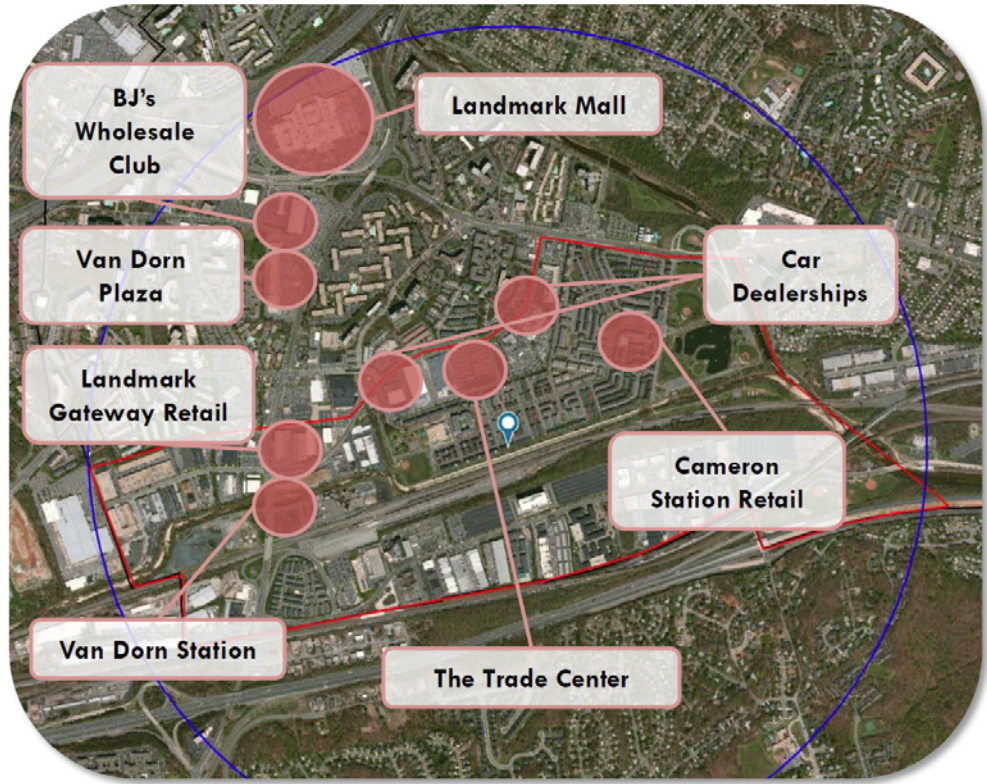 BJ's
Wholesale
Club
Landmark Mall
Van Dorn
Plaza
Car
Dealerships
Landmark
Gateway Retail
Cameron
Station Retail
Van Dorn Station
The Trade Center